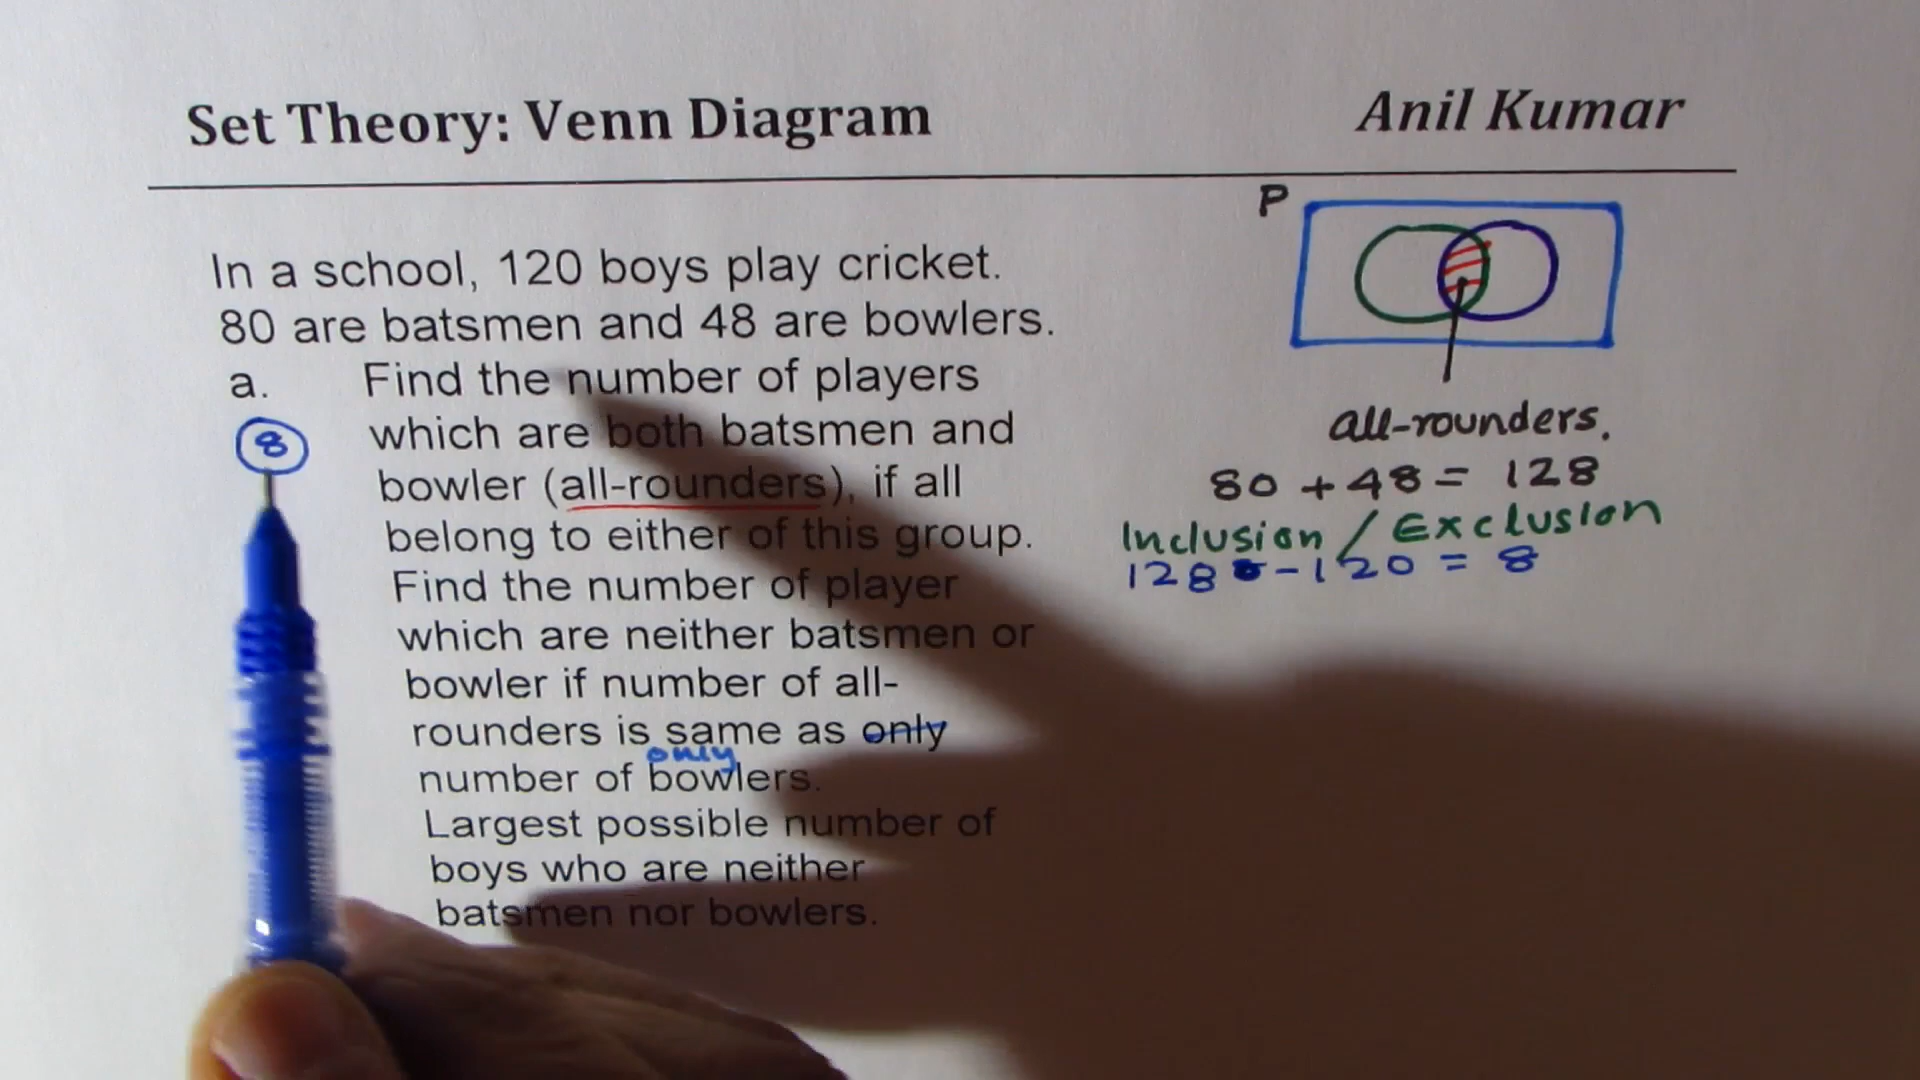 Set Theory: Venn Diagram
Anil Kumar
In a school, 120 boys play cricket.
80 are batsmen and 48 are bowlers.
a. Find the number of players
which are both batsmen and
bowler (all-rounders), if all
belong to either of this group.
8
Find the number of player
which are neither batsmen or
bowler if number of all-
rounders is same as only
only
number of bowlers.
Largest possible number of
boys who are neither
batsmen nor bowlers.
P
all-rounders.
80 + 48 = 128
Inclusion / Exclusion
128 - 120 = 8